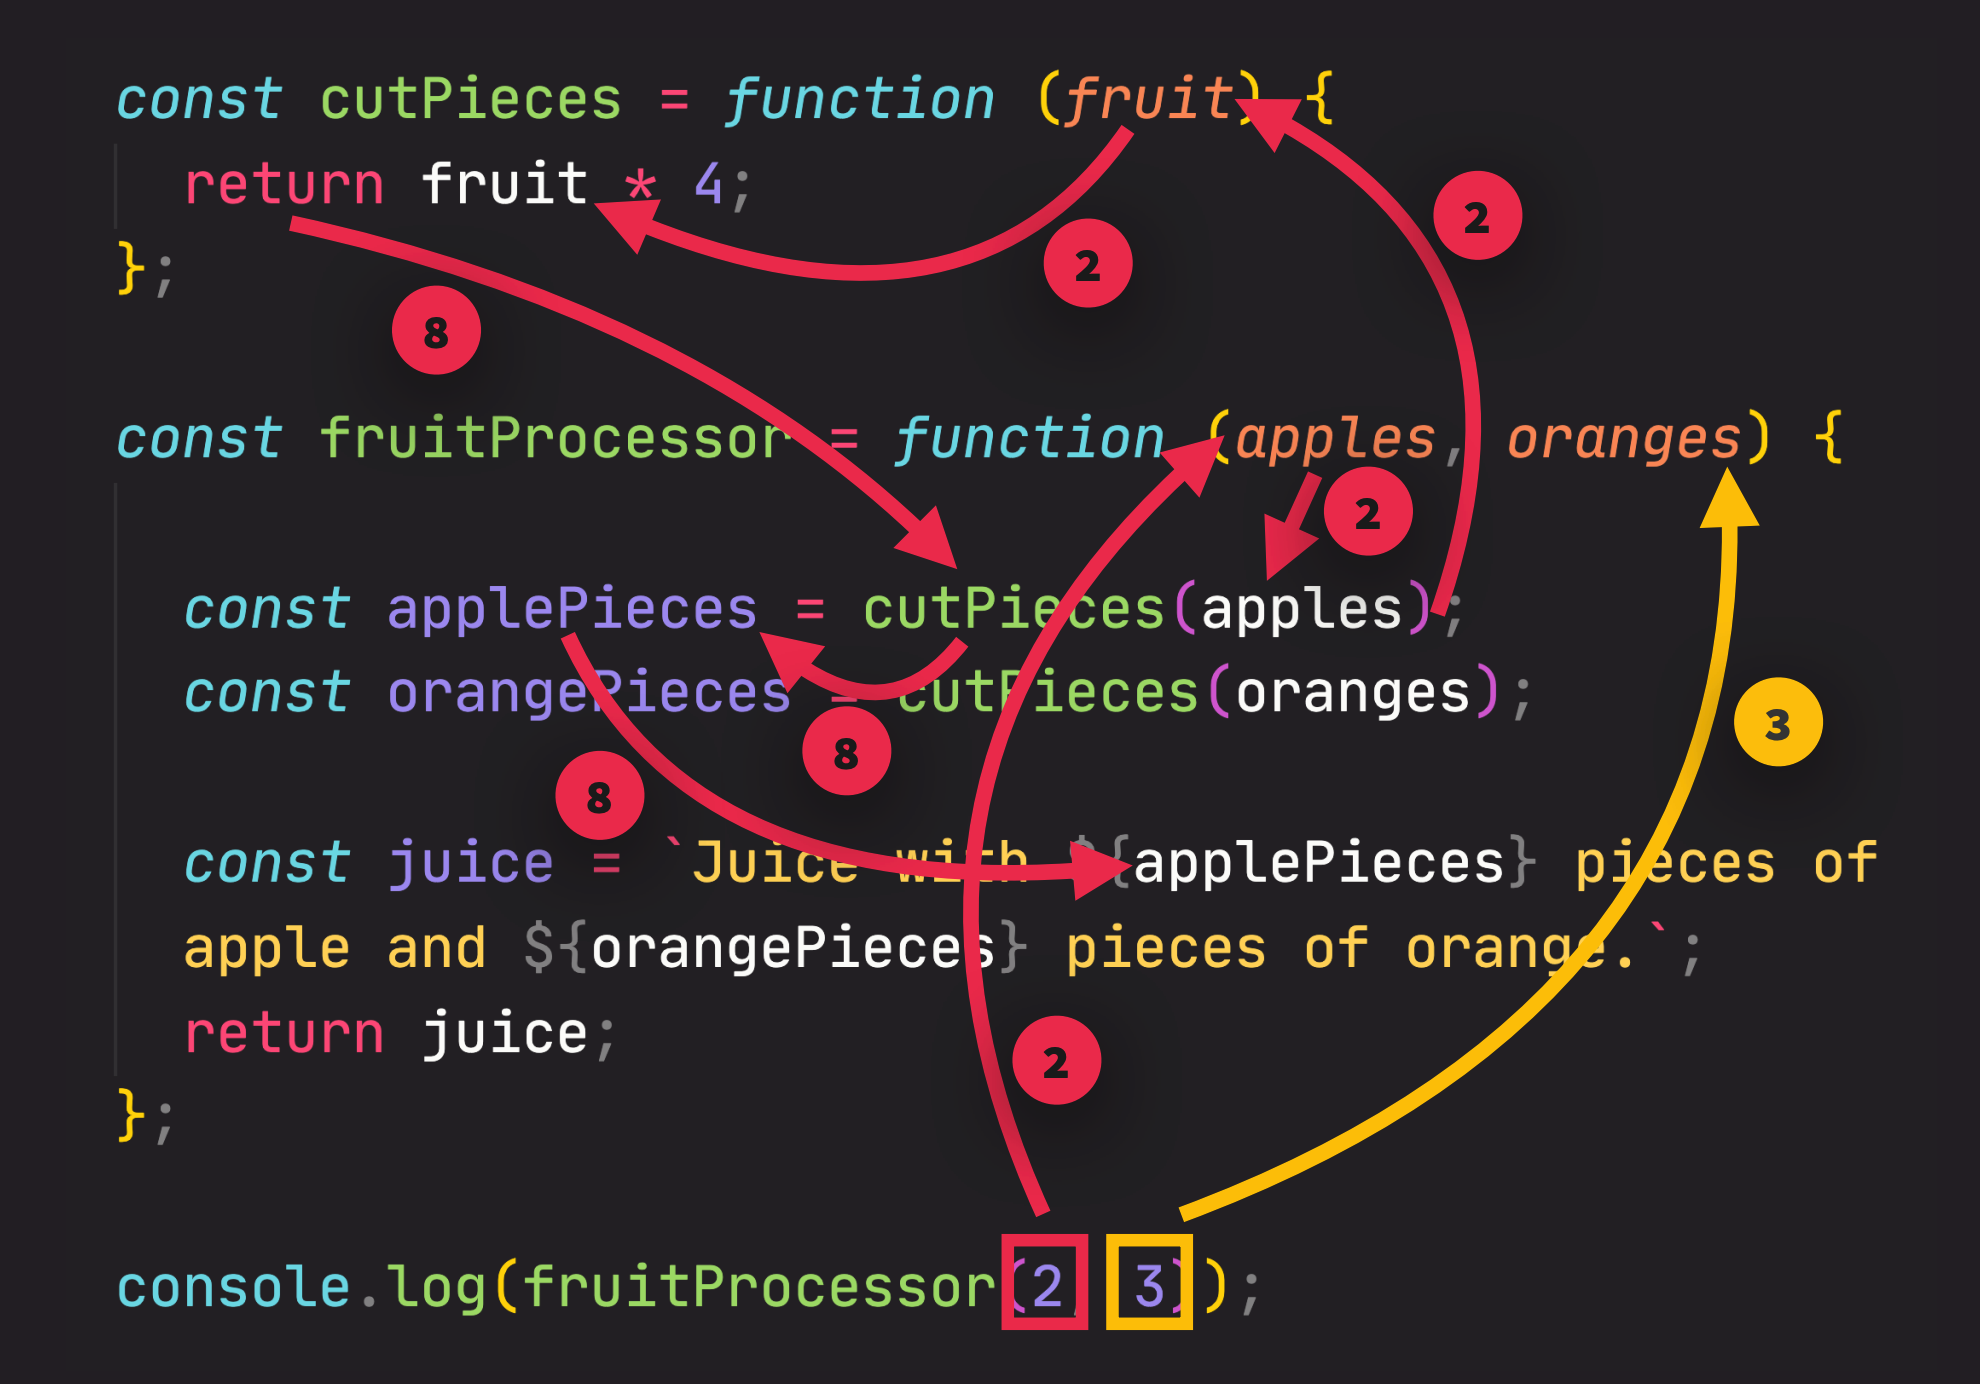 const cutPieces = function (fruit) {
return fruit * 4;
2
2
};
8
const fruitProcessor = function (apples, oranges) {
2
const applePieces = cutPieces(apples);
const orangePieces = cutPieces(oranges);
3
8
8
const juice = `Juice with ${applePieces} pieces of
apple and ${orangePieces} pieces of orange.`;
return juice;
2
};
console.log(fruitProcessor(2, 3));